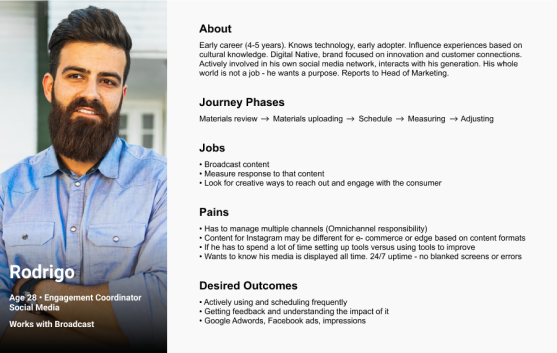 About
Early career (4-5 years). Knows technology, early adopter. Influence experiences based on
cultural knowledge. Digital Native, brand focused on innovation and customer connections.
Actively involved in his own social media network, interacts with his generation. His whole
world is not a job - he wants a purpose. Reports to Head of Marketing.
Journey Phases
Materials review → Materials uploading → Schedule → Measuring → Adjusting
Jobs
• Broadcast content
• Measure response to that content
• Look for creative ways to reach out and engage with the consumer
Pains
• Has to manage multiple channels (Omnichannel responsibility)
• Content for Instagram may be different for e- commerce or edge based on content formats
• If he has to spend a lot of time setting up tools versus using tools to improve
• Wants to know his media is displayed all time. 24/7 uptime - no blanked screens or errors
Desired Outcomes
• Actively using and scheduling frequently
• Getting feedback and understanding the impact of it
• Google Adwords, Facebook ads, impressions
Rodrigo
Age 28 • Engagement Coordinator
Social Media
Works with Broadcast